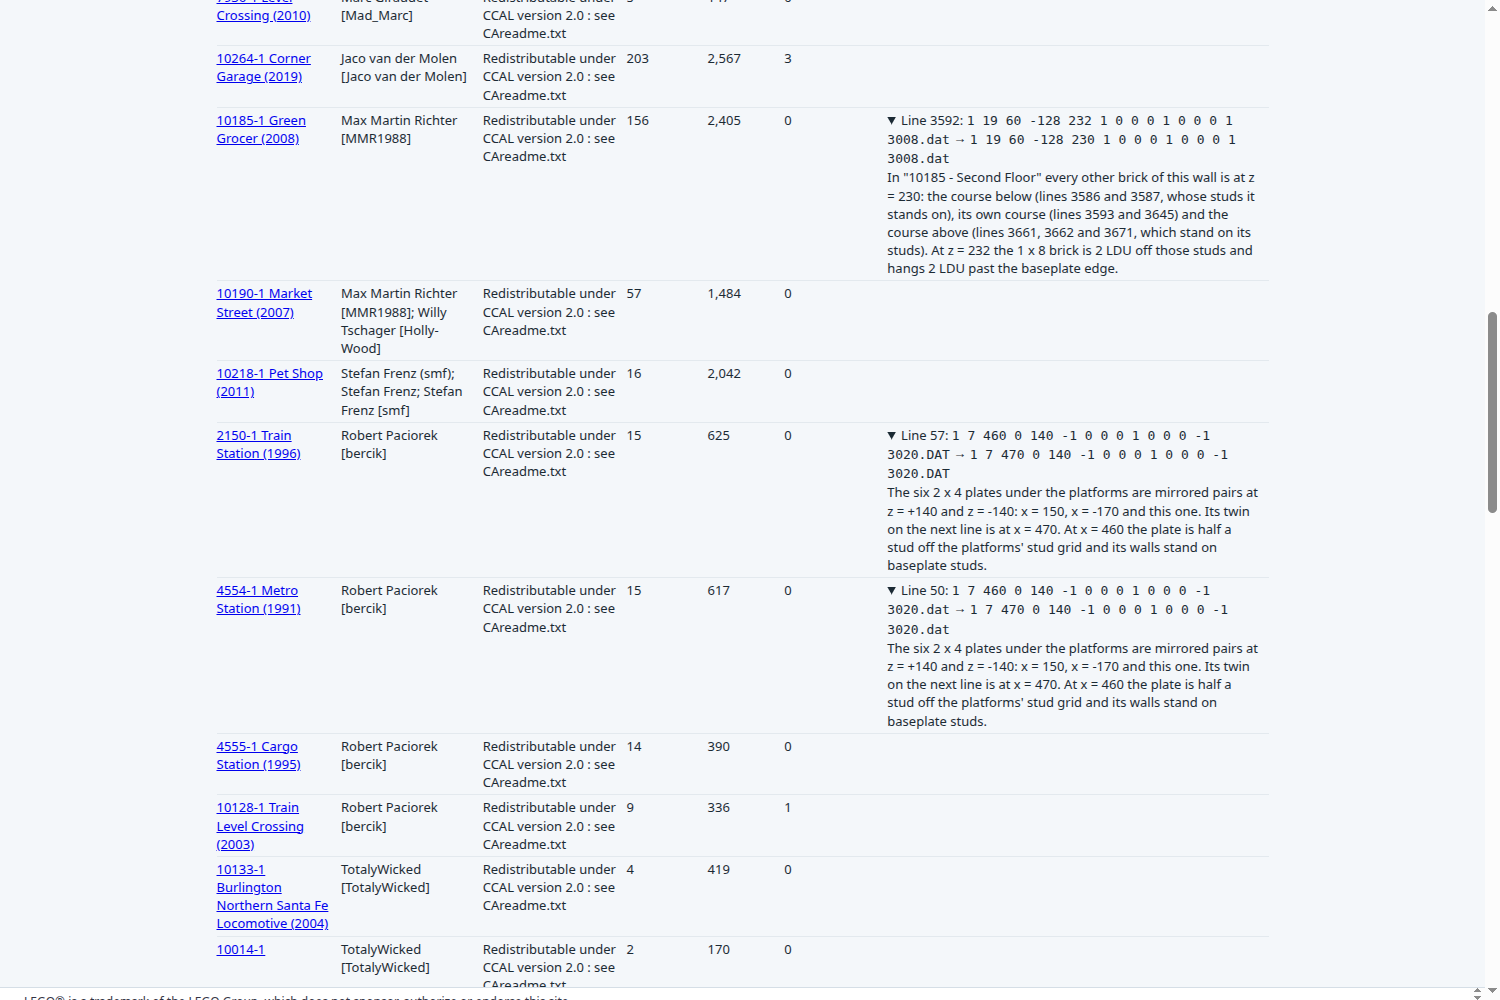 7938-1 Level
Crossing (2010)
Marc Giraudet
[Mad_Marc]
Redistributable under
CCAL version 2.0 : see
CAreadme.txt
10264-1 Corner
Garage (2019)
Jaco van der Molen
[Jaco van der Molen]
Redistributable under
CCAL version 2.0 : see
CAreadme.txt
203
2,567
3
10185-1 Green
Grocer (2008)
Max Martin Richter
[MMR1988]
Redistributable under
CCAL version 2.0 : see
CAreadme.txt
156
2,405
0
▼ Line 3592: 1 19 60 -128 232 1 0 0 0 1 0 0 0 1
3008.dat → 1 19 60 -128 230 1 0 0 0 1 0 0 0 1
3008.dat
In "10185 - Second Floor" every other brick of this wall is at z
= 230: the course below (lines 3586 and 3587, whose studs it
stands on), its own course (lines 3593 and 3645) and the
course above (lines 3661, 3662 and 3671, which stand on its
studs). At z = 232 the 1 x 8 brick is 2 LDU off those studs and
hangs 2 LDU past the baseplate edge.
10190-1 Market
Street (2007)
Max Martin Richter
[MMR1988]; Willy
Tschager [Holly-
Wood]
Redistributable under
CCAL version 2.0 : see
CAreadme.txt
57
1,484
0
10218-1 Pet Shop
(2011)
Stefan Frenz (smf);
Stefan Frenz; Stefan
Frenz [smf]
Redistributable under
CCAL version 2.0 : see
CAreadme.txt
16
2,042
0
2150-1 Train
Station (1996)
Robert Paciorek
[bercik]
Redistributable under
CCAL version 2.0 : see
CAreadme.txt
15
625
0
▼ Line 57: 1 7 460 0 140 -1 0 0 0 1 0 0 0 -1
3020.DAT → 1 7 470 0 140 -1 0 0 0 1 0 0 0 -1
3020.DAT
The six 2 x 4 plates under the platforms are mirrored pairs at
z = +140 and z = -140: x = 150, x = -170 and this one. Its twin
on the next line is at x = 470. At x = 460 the plate is half a
stud off the platforms' stud grid and its walls stand on
baseplate studs.
4554-1 Metro
Station (1991)
Robert Paciorek
[bercik]
Redistributable under
CCAL version 2.0 : see
CAreadme.txt
15
617
0
▼ Line 50: 1 7 460 0 140 -1 0 0 0 1 0 0 0 -1
3020.dat → 1 7 470 0 140 -1 0 0 0 1 0 0 0 -1
3020.dat
The six 2 x 4 plates under the platforms are mirrored pairs at
z = +140 and z = -140: x = 150, x = -170 and this one. Its twin
on the next line is at x = 470. At x = 460 the plate is half a
stud off the platforms' stud grid and its walls stand on
baseplate studs.
4555-1 Cargo
Station (1995)
Robert Paciorek
[bercik]
Redistributable under
CCAL version 2.0 : see
CAreadme.txt
14
390
0
10128-1 Train
Level Crossing
(2003)
Robert Paciorek
[bercik]
Redistributable under
CCAL version 2.0 : see
CAreadme.txt
9
336
1
10133-1
Burlington
Northern Santa Fe
Locomotive (2004)
TotalyWicked
[TotalyWicked]
Redistributable under
CCAL version 2.0 : see
CAreadme.txt
4
419
0
10014-1
TotalyWicked
[TotalyWicked]
Redistributable under
CCAL version 2.0 : see
CAreadme.txt
2
170
0
LEGO® is a trademark of the LEGO Group, which does not sponsor, authorize or endorse this site.